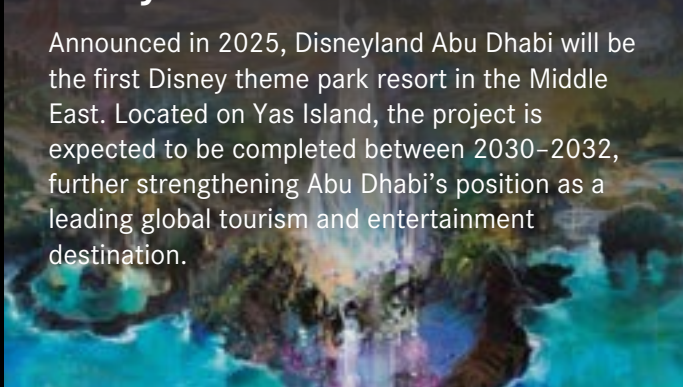 Announced in 2025, Disneyland Abu Dhabi will be
the first Disney theme park resort in the Middle
East. Located on Yas Island, the project is
expected to be completed between 2030–2032,
further strengthening Abu Dhabi’s position as a
leading global tourism and entertainment
destination.